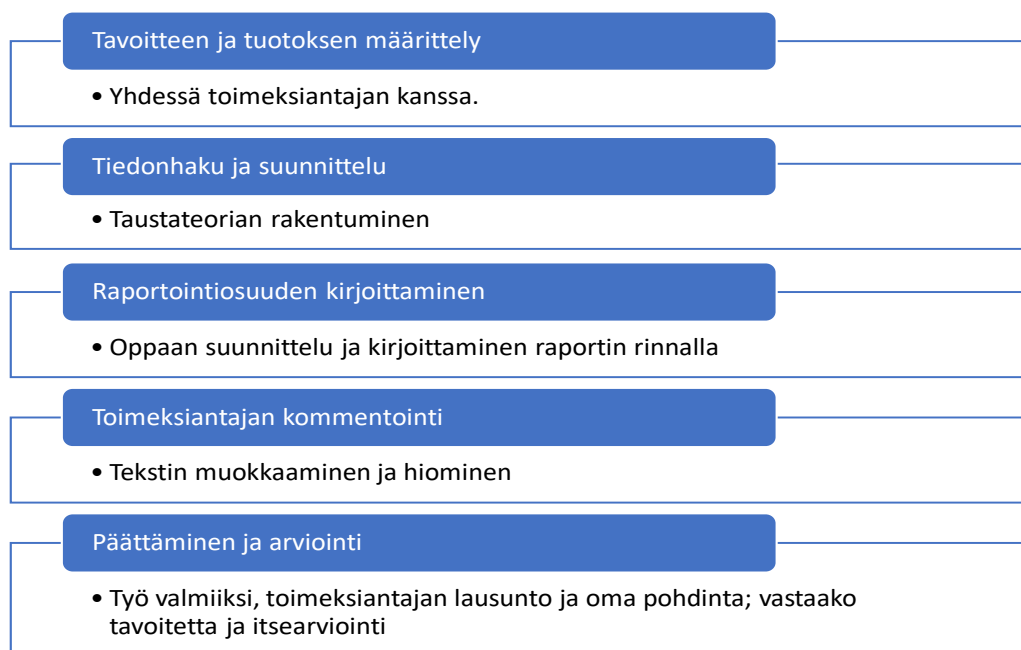 Tavoitteen ja tuotoksen määrittely
• Yhdessä toimeksiantajan kanssa.
Tiedonhaku ja suunnittelu
• Taustateorian rakentuminen
Raportointiosuuden kirjoittaminen
• Oppaan suunnittelu ja kirjoittaminen raportin rinnalla
Toimeksiantajan kommentointi
• Tekstin muokkaaminen ja hiominen
Päättäminen ja arviointi
• Työ valmiiksi, toimeksiantajan lausunto ja oma pohdinta; vastaako
tavoitetta ja itsearviointi